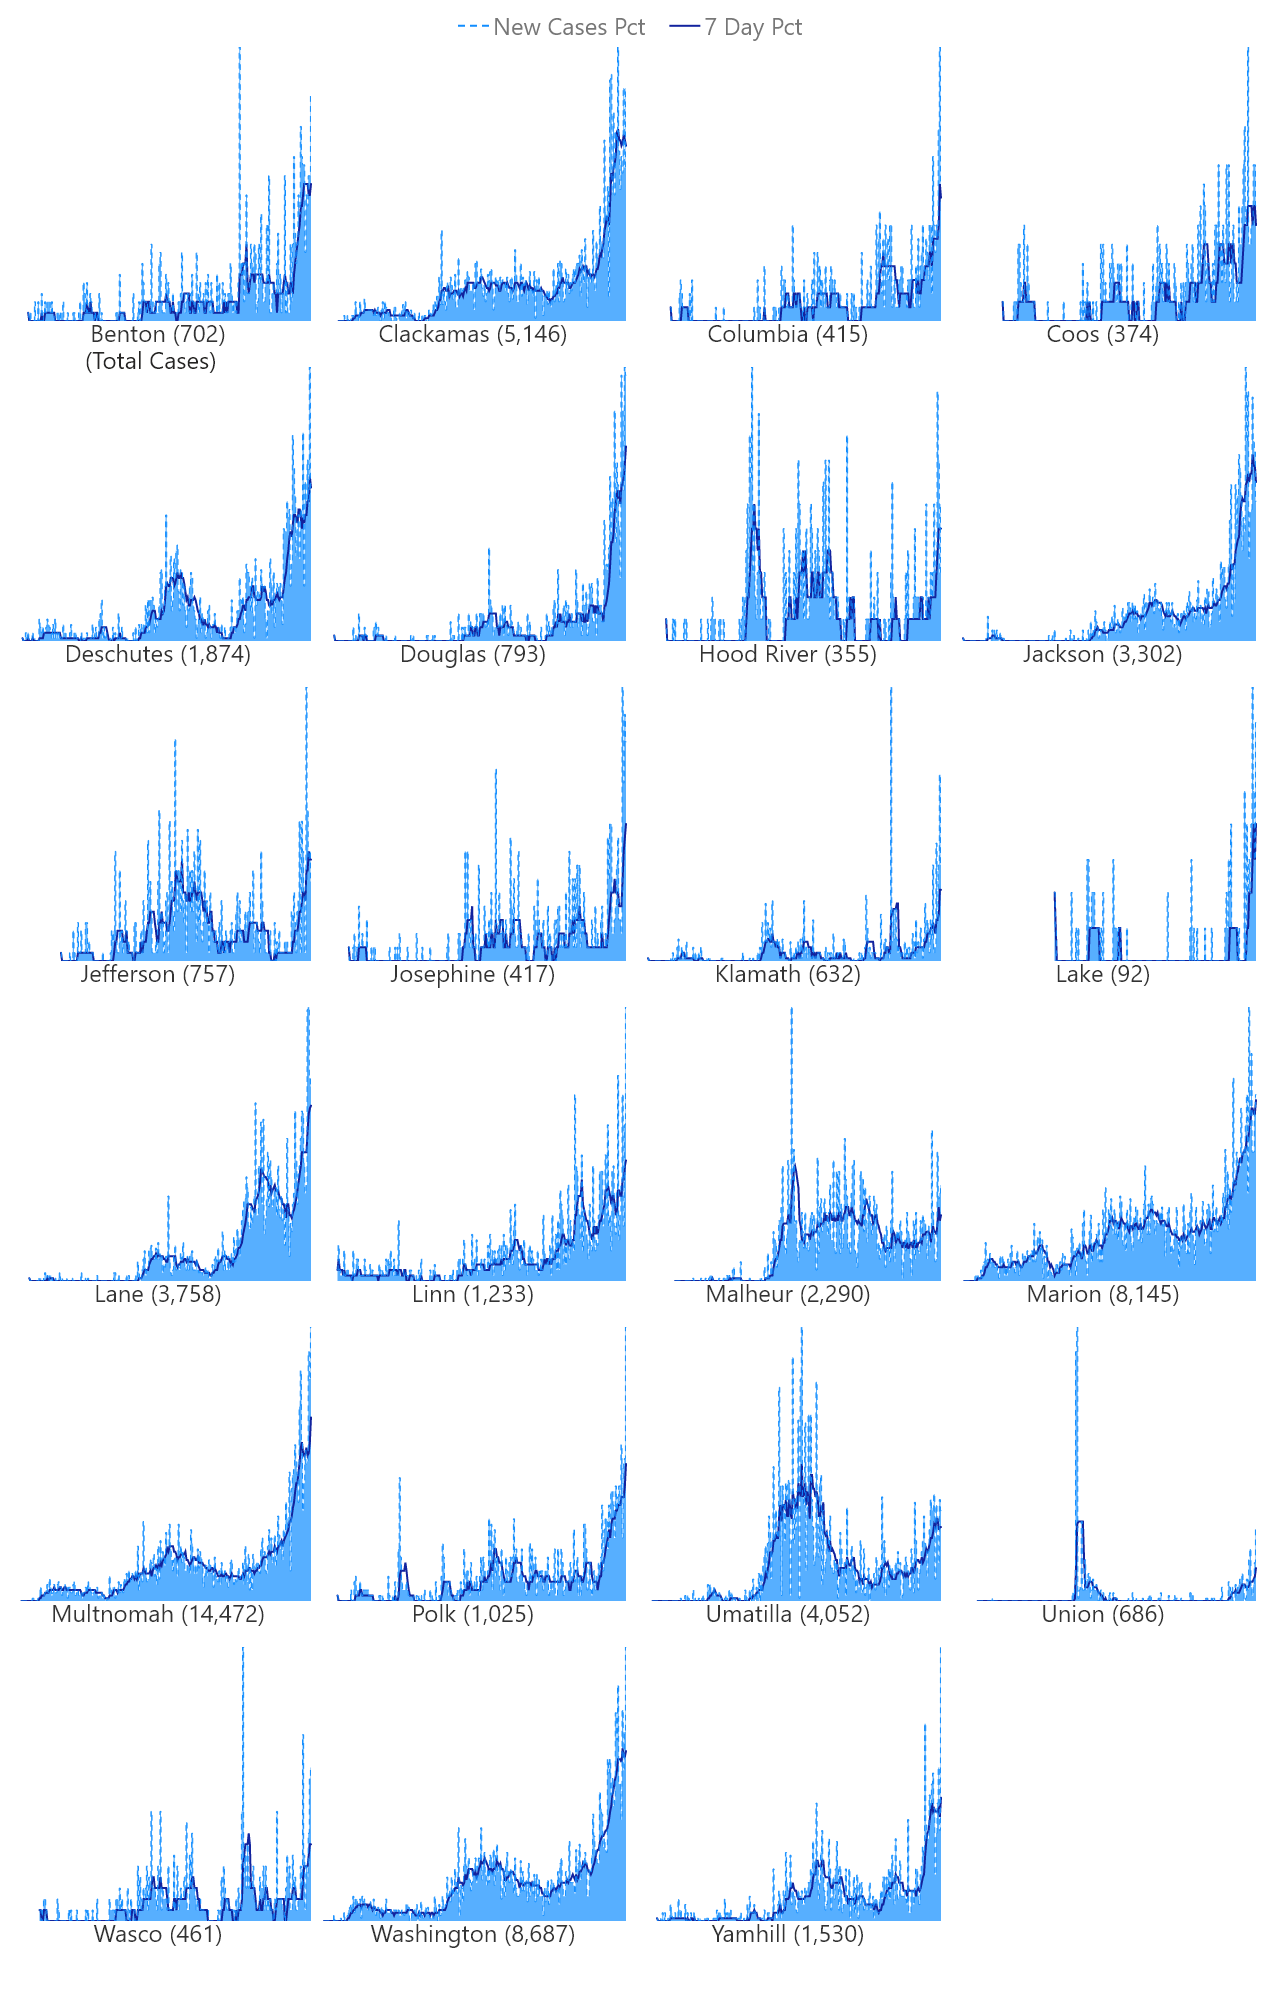 New Cases Pct 7 Day Pct
Benton (702) Clackamas (5,146) Columbia (415) Coos (374)
(Total Cases)
Deschutes (1,874) Douglas (793) Hood River (355) Jackson (3,302)
Jefferson (757) Josephine (417) Klamath (632) Lake (92)
Lane (3,758) Linn (1,233) Malheur (2,290) Marion (8,145)
Multnomah (14,472) Polk (1,025) Umatilla (4,052) Union (686)
Wasco (461) Washington (8,687) Yamhill (1,530)